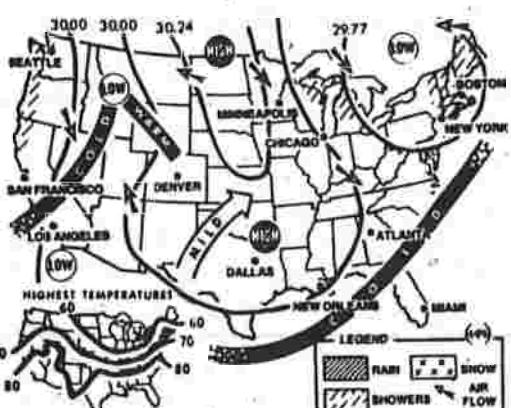 30.00 30.00 30.24 29.77
HIGH
LOW
SEATTLE
LOW
BOSTON
MINNEAPOLIS
NEW YORK
COLD
WARM
CHICAGO
SAN FRANCISCO
DENVER
MILD
HIGH
ATLANTA
LOS ANGELES
LOW
DALLAS
COLD
HIGHEST TEMPERATURES
NEW ORLEANS
MIAMI
60
60
70
80
80
LEGEND
RAIN
SNOW
SHOWERS
AIR
FLOW